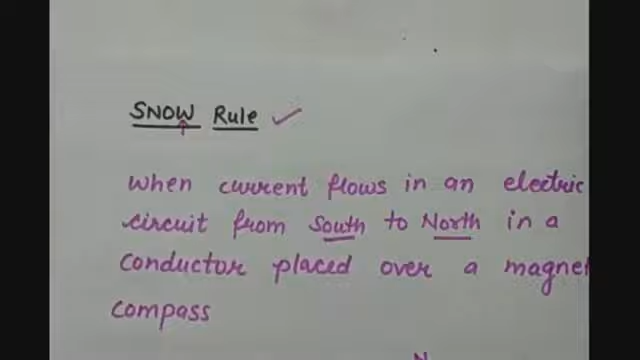 SNOW Rule
When current flows in an electric
circuit from South to North in a
conductor placed over a magnet
compass
N